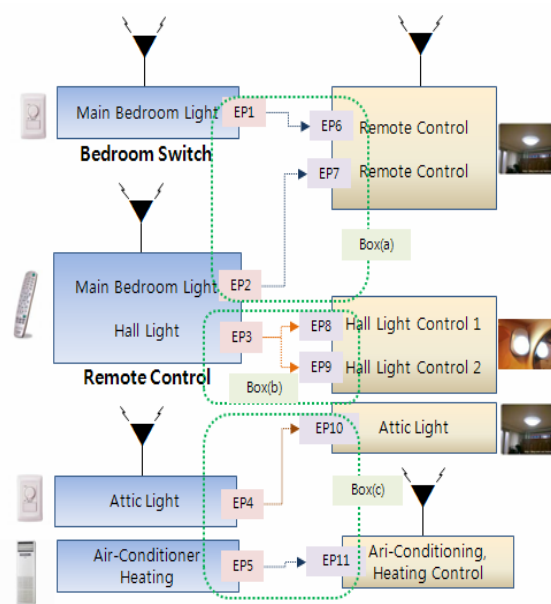 Main Bedroom Light
EP1
Bedroom Switch
EP6
Remote Control
EP7
Remote Control
Box(a)
Main Bedroom Light
EP2
Hall Light
EP3
Remote Control
Box(b)
EP8
Hall Light Control 1
EP9
Hall Light Control 2
EP10
Attic Light
Box(c)
Attic Light
EP4
Air-Conditioner
Heating
EP5
EP11
Ari-Conditioning,
Heating Control